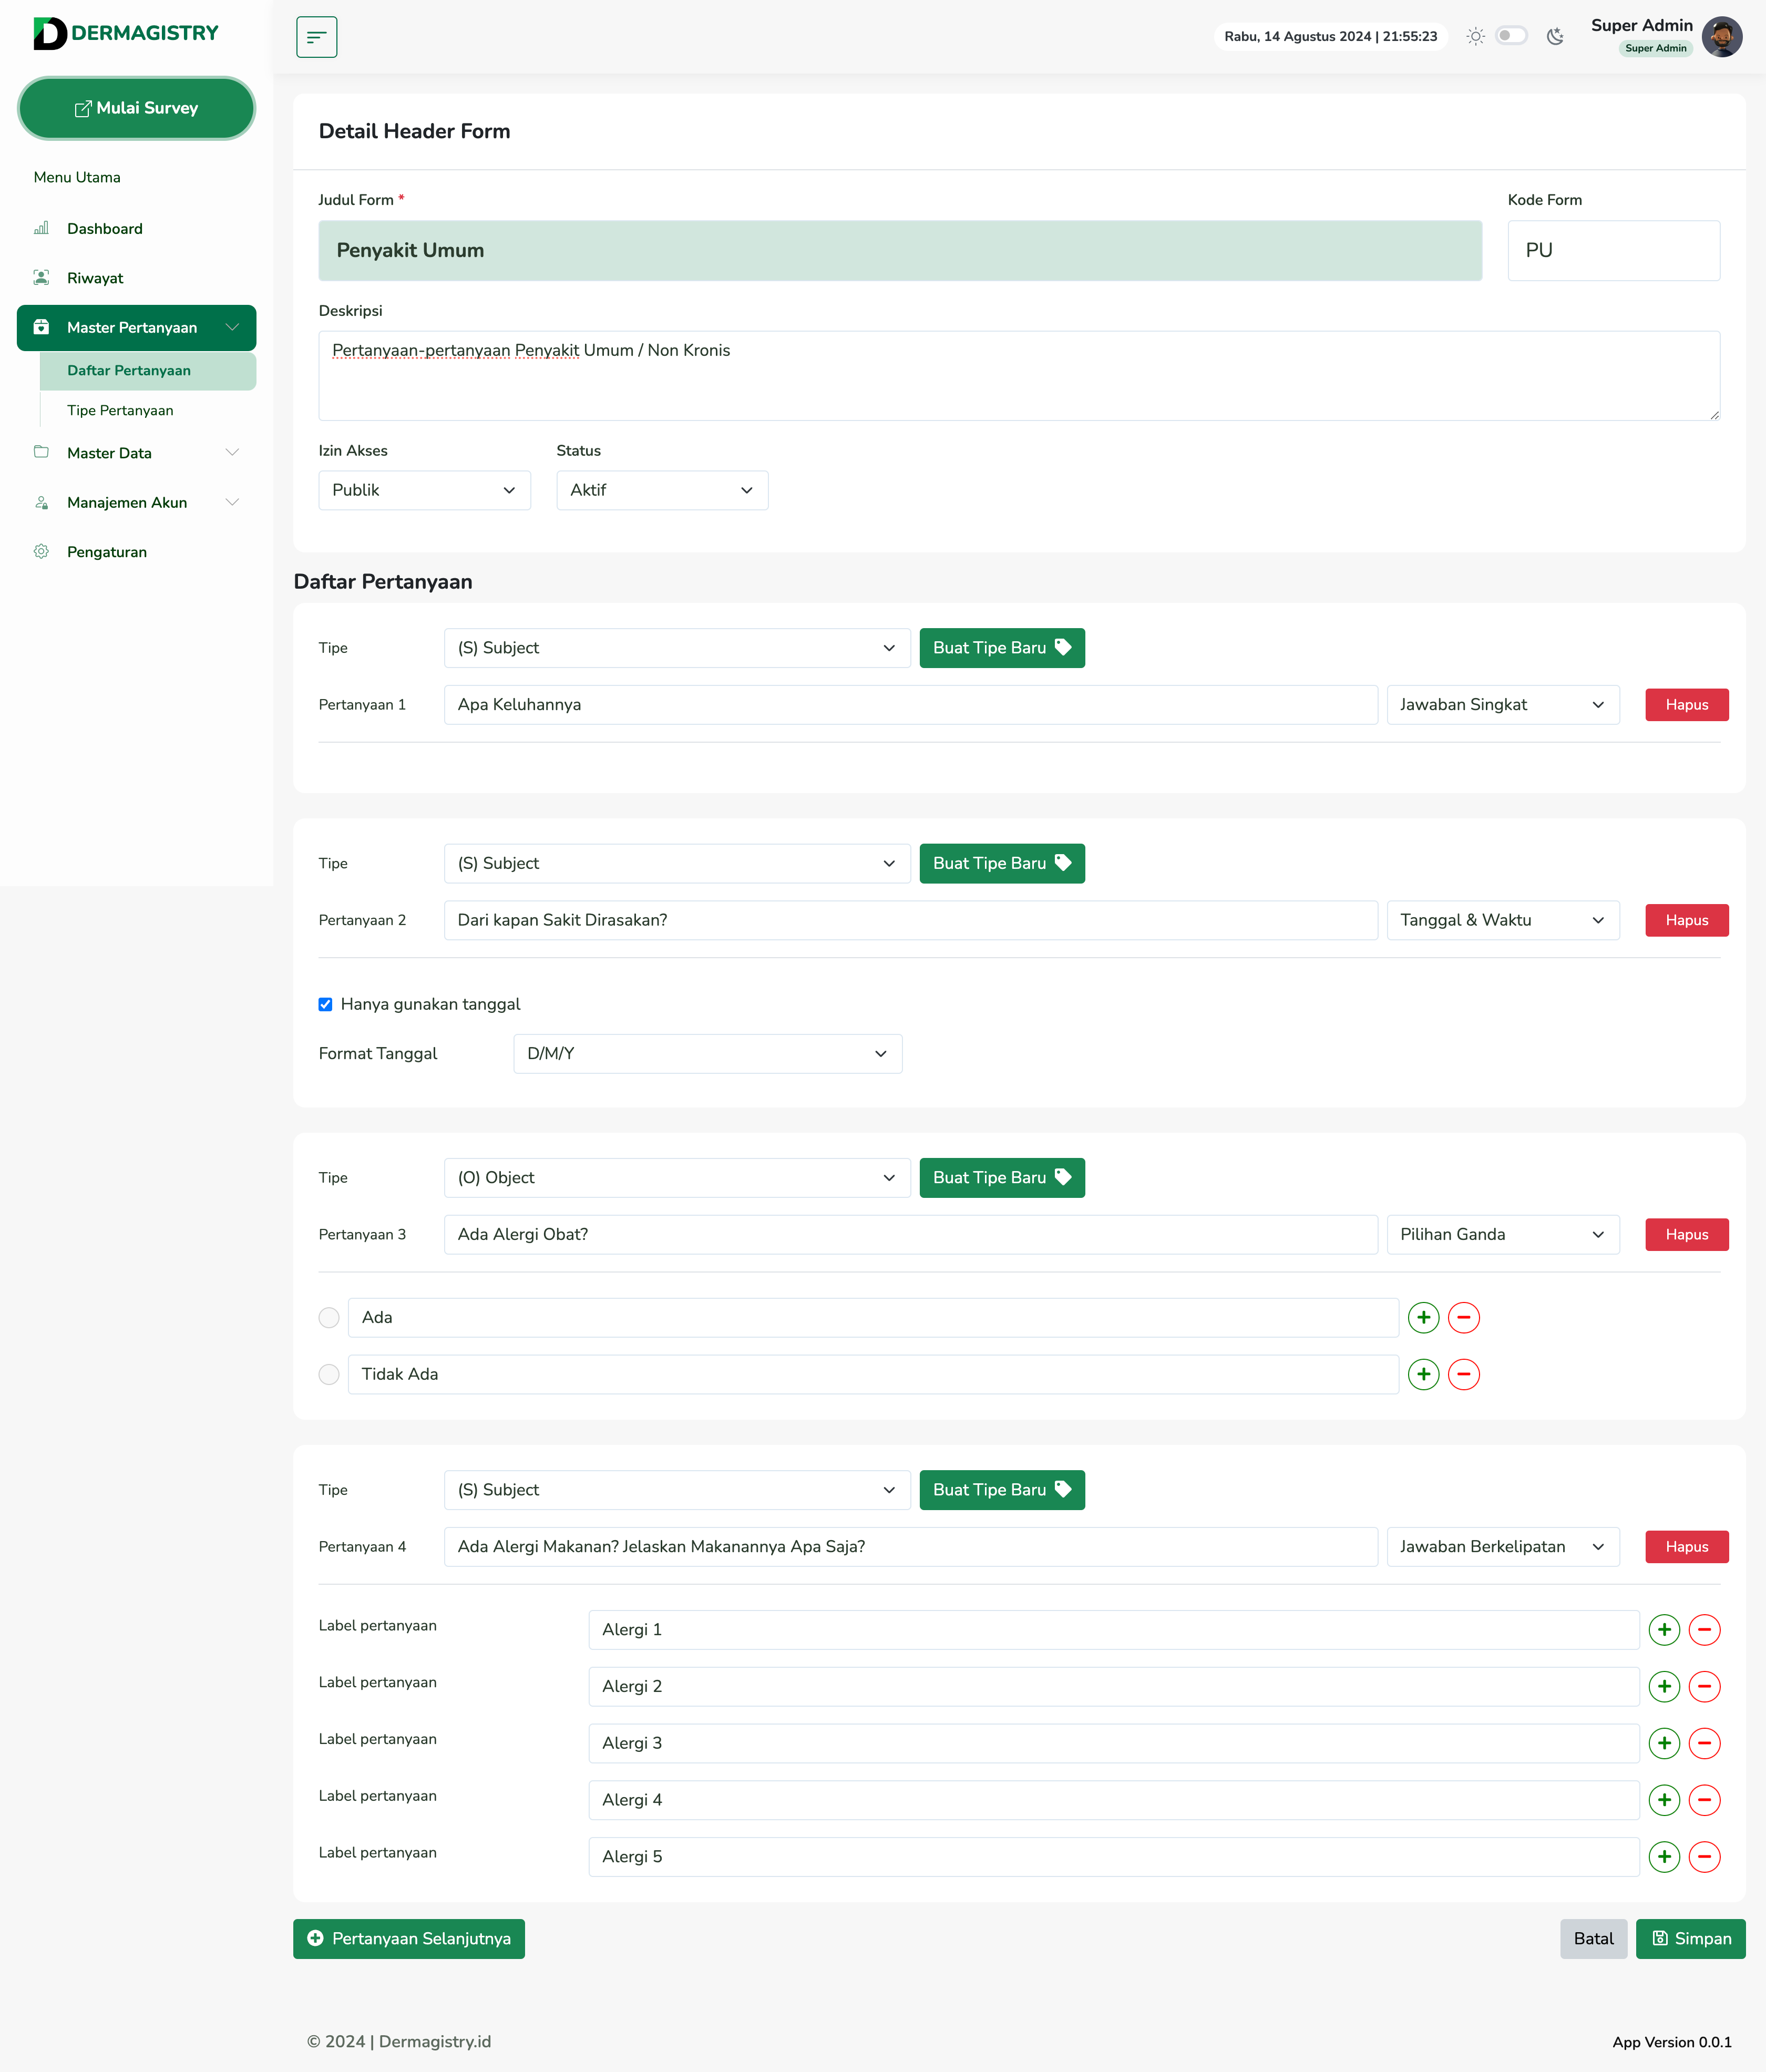 DERMAGISTRY
Rabu, 14 Agustus 2024 | 21:55:23
Super Admin
Super Admin
Mulai Survey
Menu Utama
Dashboard
Riwayat
Master Pertanyaan
Daftar Pertanyaan
Tipe Pertanyaan
Master Data
Manajemen Akun
Pengaturan
Detail Header Form
Judul Form * Kode Form
Penyakit Umum PU
Deskripsi
Pertanyaan-pertanyaan Penyakit Umum / Non Kronis
Izin Akses Status
Publik Aktif
Daftar Pertanyaan
Tipe (S) Subject Buat Tipe Baru
Pertanyaan 1 Apa Keluhannya Jawaban Singkat Hapus
Tipe (S) Subject Buat Tipe Baru
Pertanyaan 2 Dari kapan Sakit Dirasakan? Tanggal & Waktu Hapus
Hanya gunakan tanggal
Format Tanggal D/M/Y
Tipe (O) Object Buat Tipe Baru
Pertanyaan 3 Ada Alergi Obat? Pilihan Ganda Hapus
Ada
Tidak Ada
Tipe (S) Subject Buat Tipe Baru
Pertanyaan 4 Ada Alergi Makanan? Jelaskan Makanannya Apa Saja? Jawaban Berkelipatan Hapus
Label pertanyaan Alergi 1
Label pertanyaan Alergi 2
Label pertanyaan Alergi 3
Label pertanyaan Alergi 4
Label pertanyaan Alergi 5
Pertanyaan Selanjutnya Batal Simpan
© 2024 | Dermagistry.id App Version 0.0.1